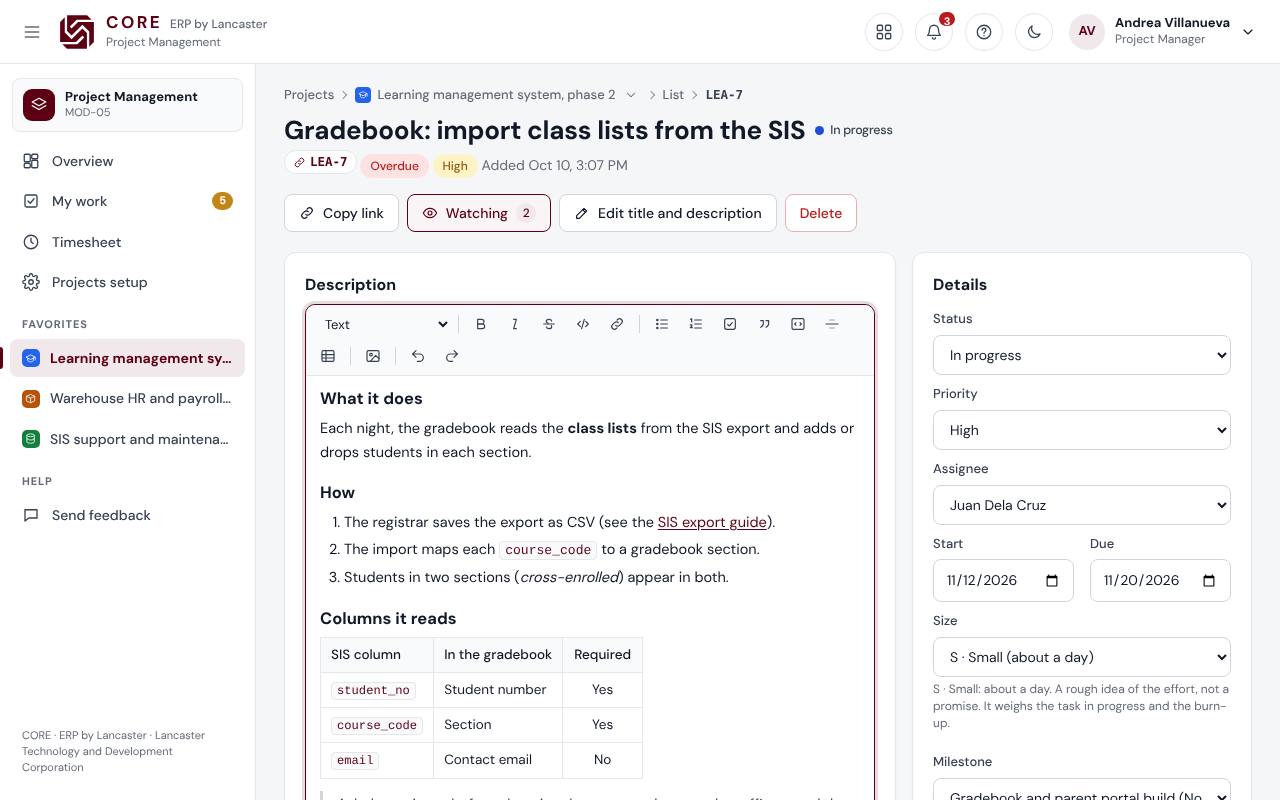 CORE ERP by Lancaster
Project Management
3
AV
Andrea Villanueva
Project Manager
Project Management
MOD-05
Overview
My work 5
Timesheet
Projects setup
FAVORITES
Learning management sy...
Warehouse HR and payroll...
SIS support and maintena...
HELP
Send feedback
CORE · ERP by Lancaster · Lancaster
Technology and Development
Corporation
Projects > Learning management system, phase 2 > List > LEA-7
Gradebook: import class lists from the SIS In progress
LEA-7 Overdue High Added Oct 10, 3:07 PM
Copy link Watching 2 Edit title and description Delete
Description
Text
What it does
Each night, the gradebook reads the class lists from the SIS export and adds or
drops students in each section.
How
1. The registrar saves the export as CSV (see the SIS export guide).
2. The import maps each course_code to a gradebook section.
3. Students in two sections (cross-enrolled) appear in both.
Columns it reads
SIS column In the gradebook Required
student_no Student number Yes
course_code Section Yes
email Contact email No
Details
Status
In progress
Priority
High
Assignee
Juan Dela Cruz
Start Due
11/12/2026 11/20/2026
Size
S · Small (about a day)
S · Small: about a day. A rough idea of the effort, not a
promise. It weighs the task in progress and the burn-
up.
Milestone
Gradebook and parent portal build (No